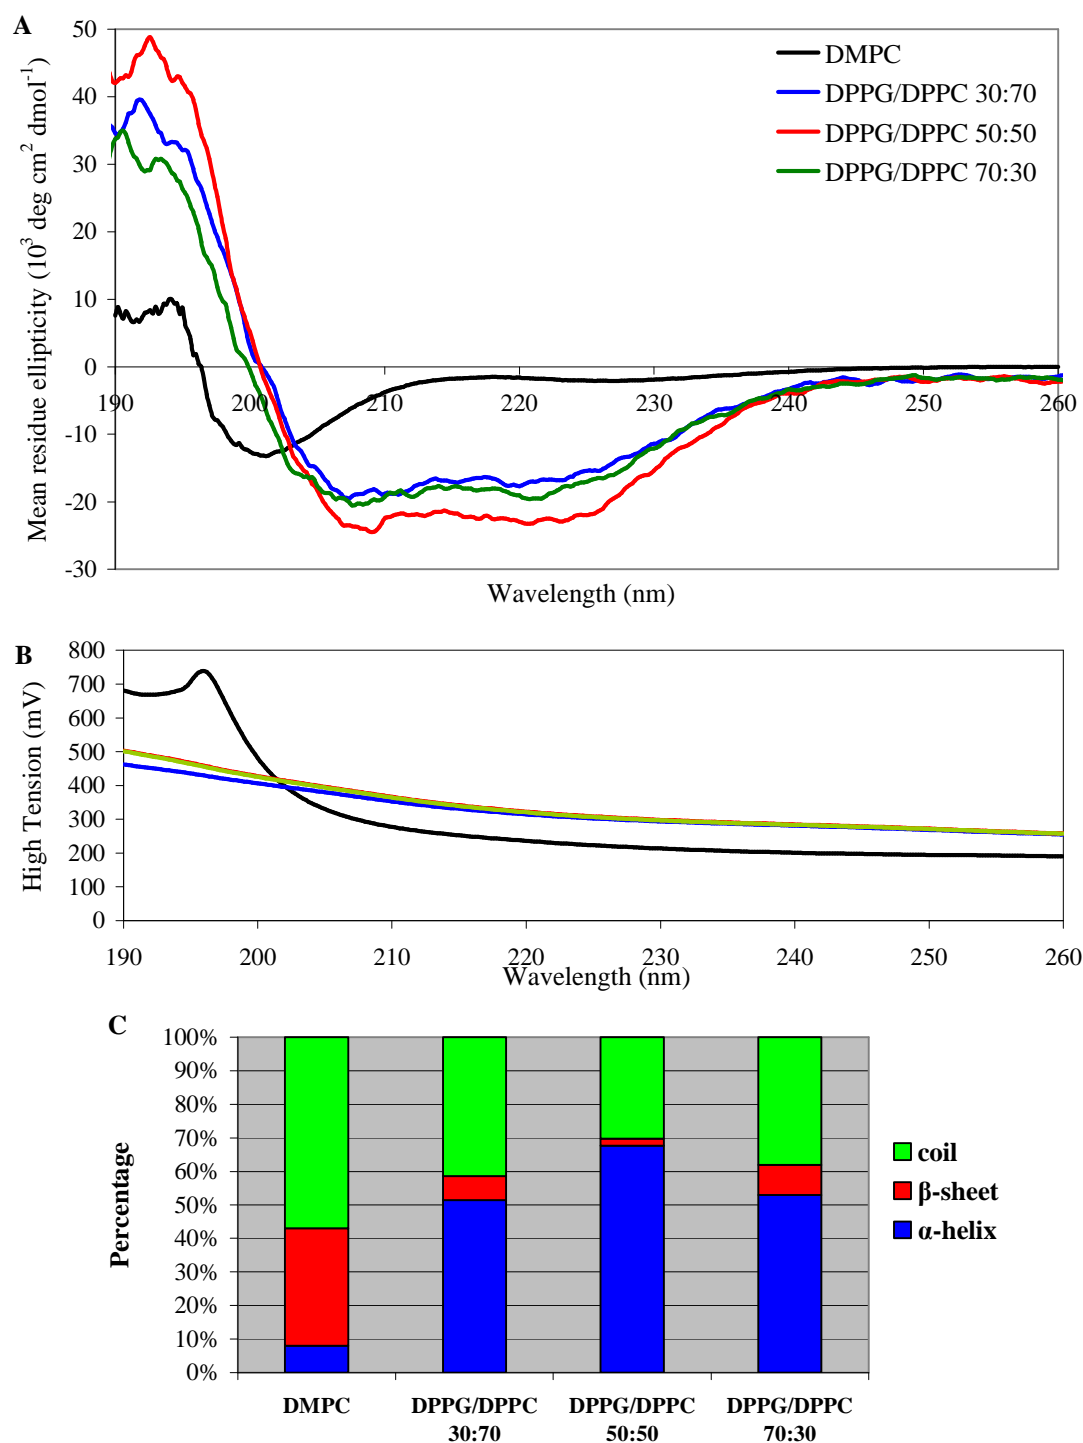 A
Mean residue ellipticity (10³ deg cm² dmol⁻¹)
50
40
30
20
10
0
-10
-20
-30
190
200
210
220
230
240
250
260
Wavelength (nm)
DMPC
DPPG/DPPC 30:70
DPPG/DPPC 50:50
DPPG/DPPC 70:30
B
High Tension (mV)
800
700
600
500
400
300
200
100
0
190
200
210
220
230
240
250
260
Wavelength (nm)
C
Percentage
100%
90%
80%
70%
60%
50%
40%
30%
20%
10%
0%
DMPC
DPPG/DPPC
30:70
DPPG/DPPC
50:50
DPPG/DPPC
70:30
coil
β-sheet
α-helix